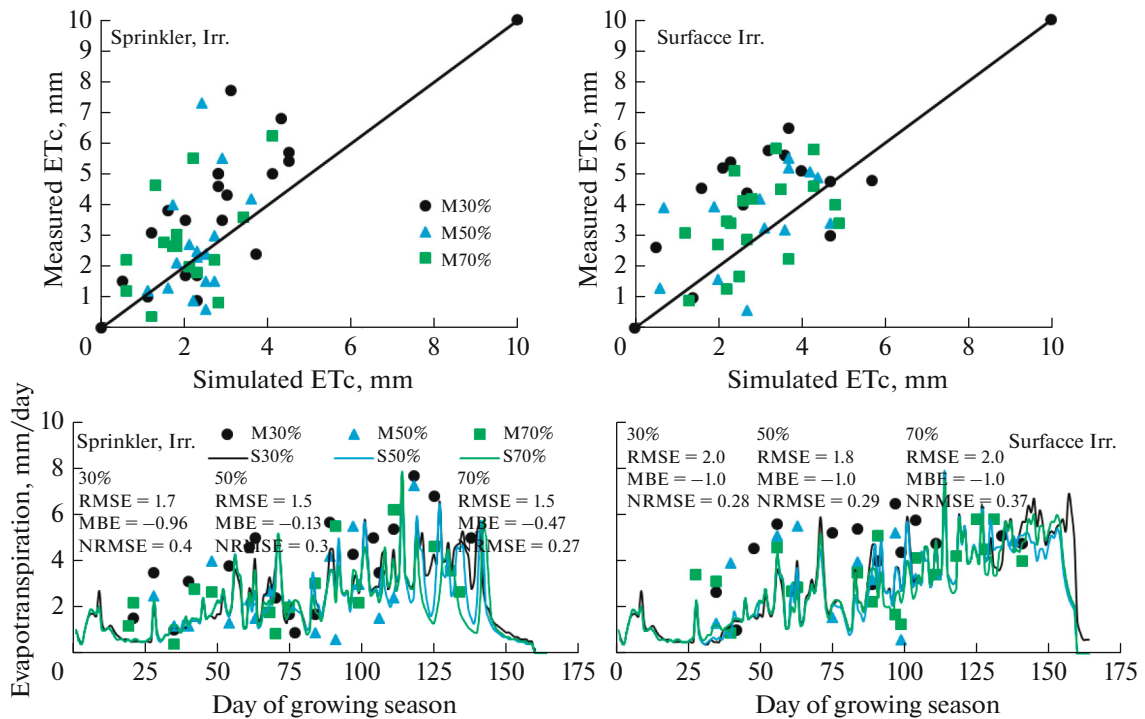 10
9
8
7
6
5
4
3
2
1
0
2
4
6
8
10
Measured ETc, mm
Simulated ETc, mm
Sprinkler, Irr.
M30%
M50%
M70%
10
9
8
7
6
5
4
3
2
1
0
2
4
6
8
10
Measured ETc, mm
Simulated ETc, mm
Surfacce Irr.
Evapotranspiration, mm/day
10
8
6
4
2
0
25
50
75
100
125
150
175
Day of growing season
Sprinkler, Irr.
M30%
M50%
M70%
S30%
S50%
S70%
30%
RMSE = 1.7
MBE = −0.96
NRMSE = 0.4
50%
RMSE = 1.5
MBE = −0.13
NRMSE = 0.3
70%
RMSE = 1.5
MBE = −0.47
NRMSE = 0.27
10
8
6
4
2
0
25
50
75
100
125
150
175
Day of growing season
30%
RMSE = 2.0
MBE = −1.0
NRMSE = 0.28
50%
RMSE = 1.8
MBE = −1.0
NRMSE = 0.29
70%
RMSE = 2.0
MBE = −1.0
NRMSE = 0.37
Surfacce Irr.